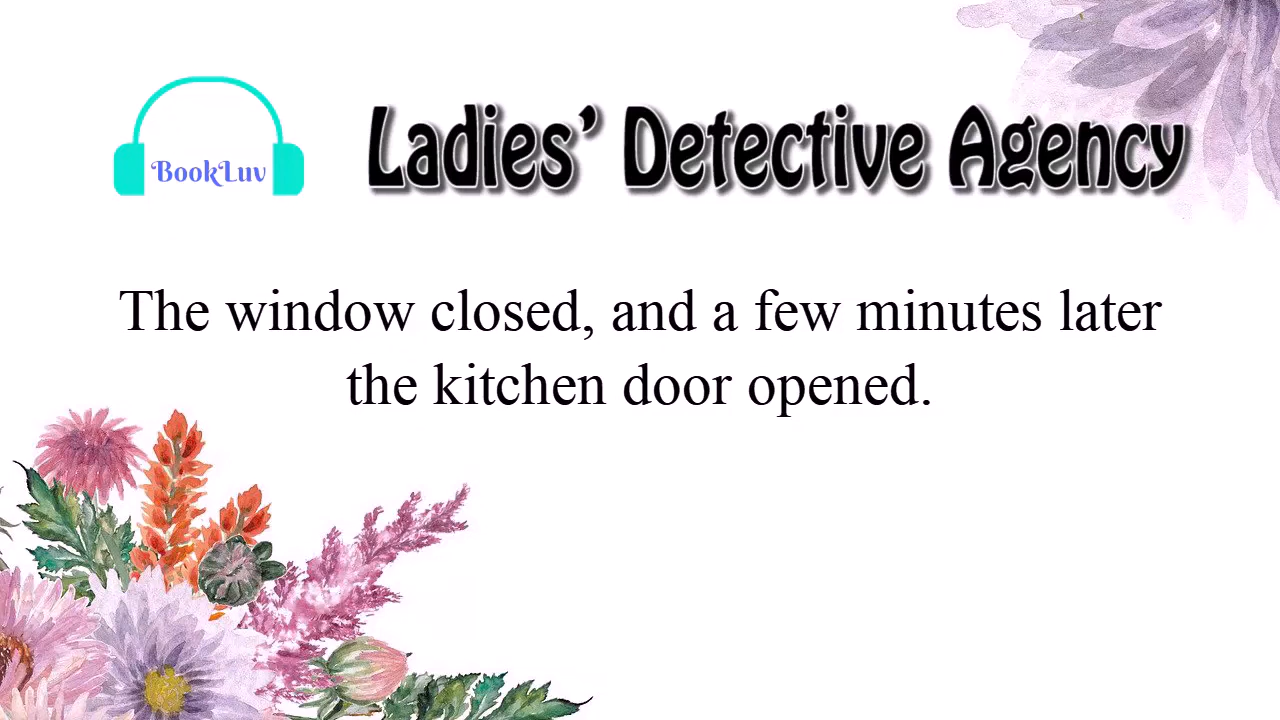 BookLuv
Ladies’ Detective Agency
The window closed, and a few minutes later
the kitchen door opened.